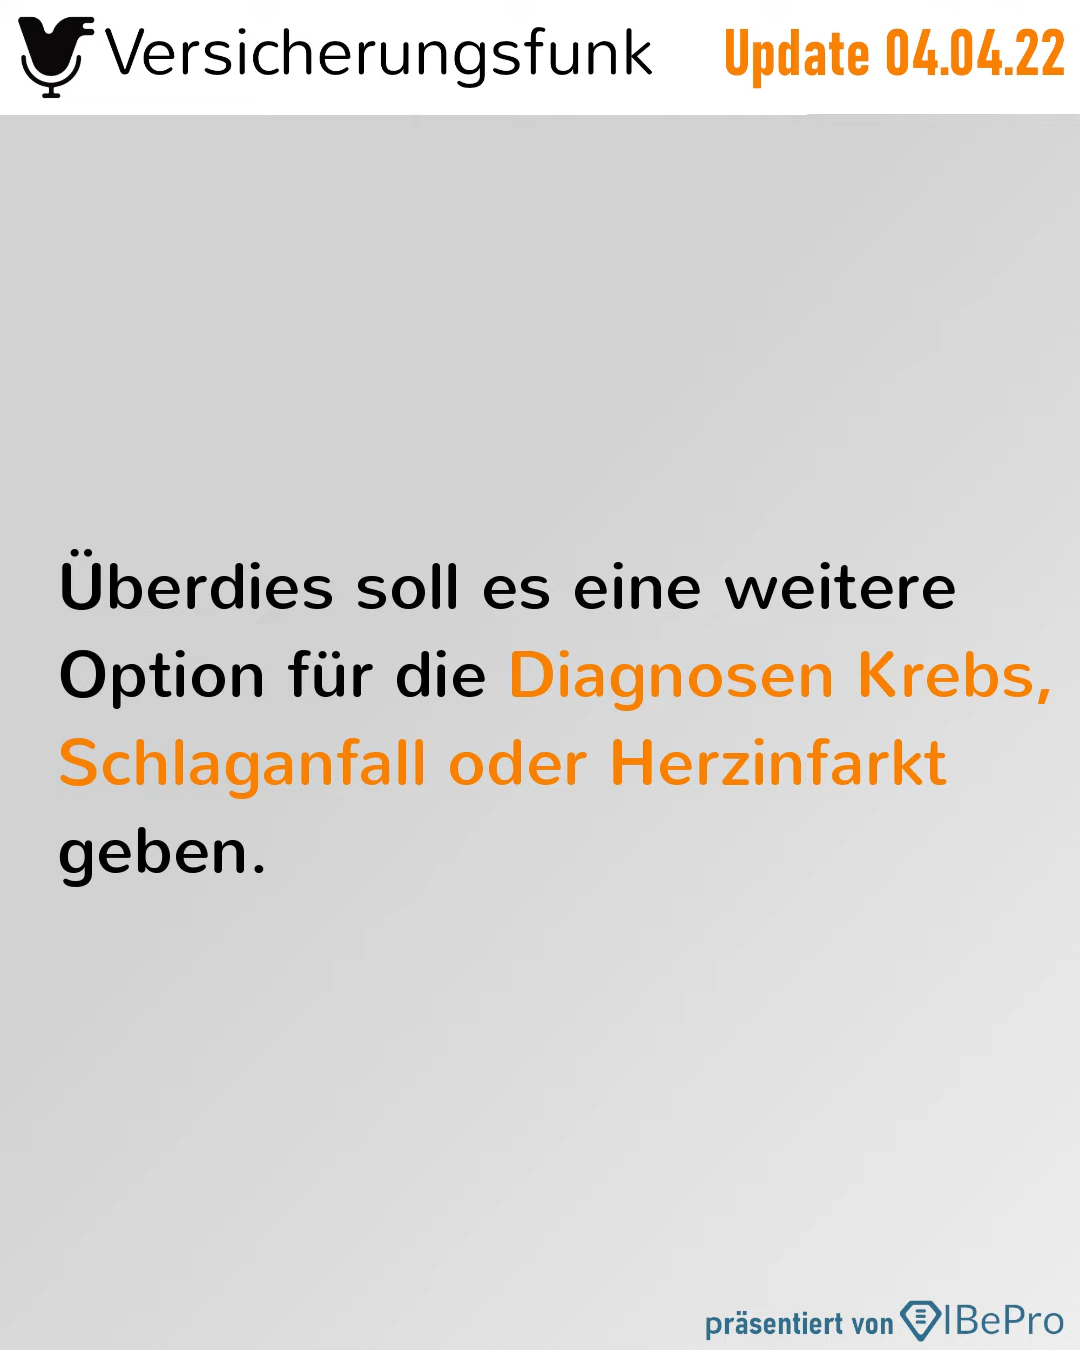 Versicherungsfunk Update 04.04.22
Überdies soll es eine weitere
Option für die Diagnosen Krebs,
Schlaganfall oder Herzinfarkt
geben.
präsentiert von IBePro